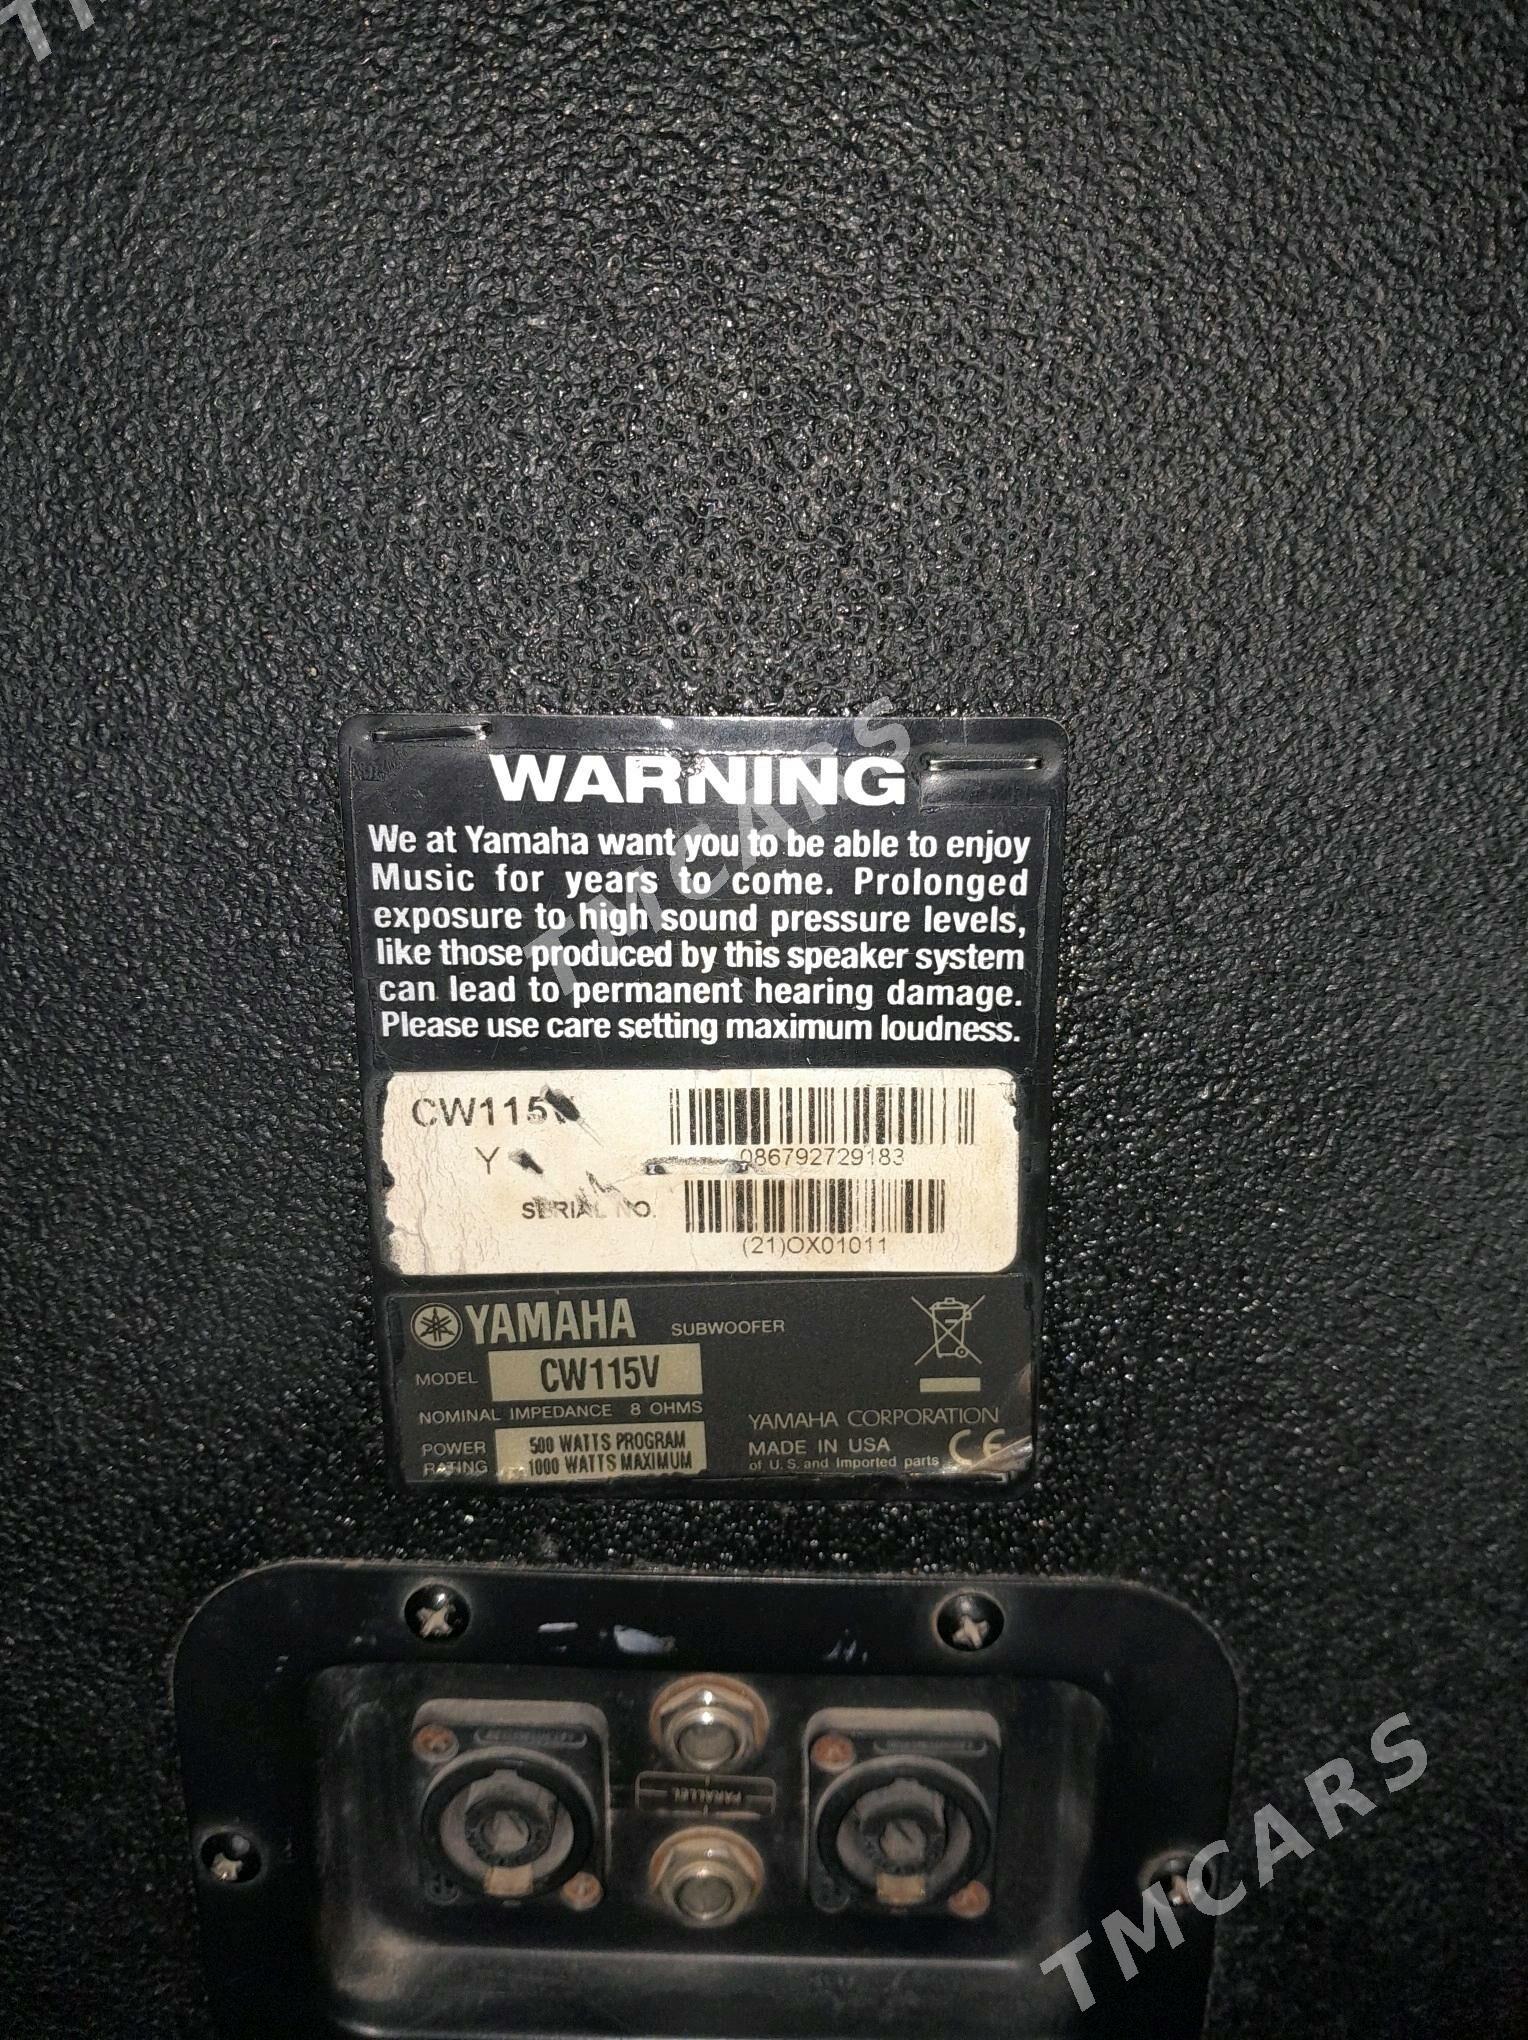 WARNING
We at Yamaha want you to be able to enjoy
Music for years to come. Prolonged
exposure to high sound pressure levels,
like those produced by this speaker system
can lead to permanent hearing damage.
Please use care setting maximum loudness.
CW115V
Y
086792729183
SERIAL NO.
(21)OX01011
YAMAHA SUBWOOFER
MODEL CW115V
NOMINAL IMPEDANCE 8 OHMS
POWER RATING 500 WATTS PROGRAM
1000 WATTS MAXIMUM
YAMAHA CORPORATION
MADE IN USA
of U.S. and Imported parts
CE
PARALLEL
TMCARS
TMCARS